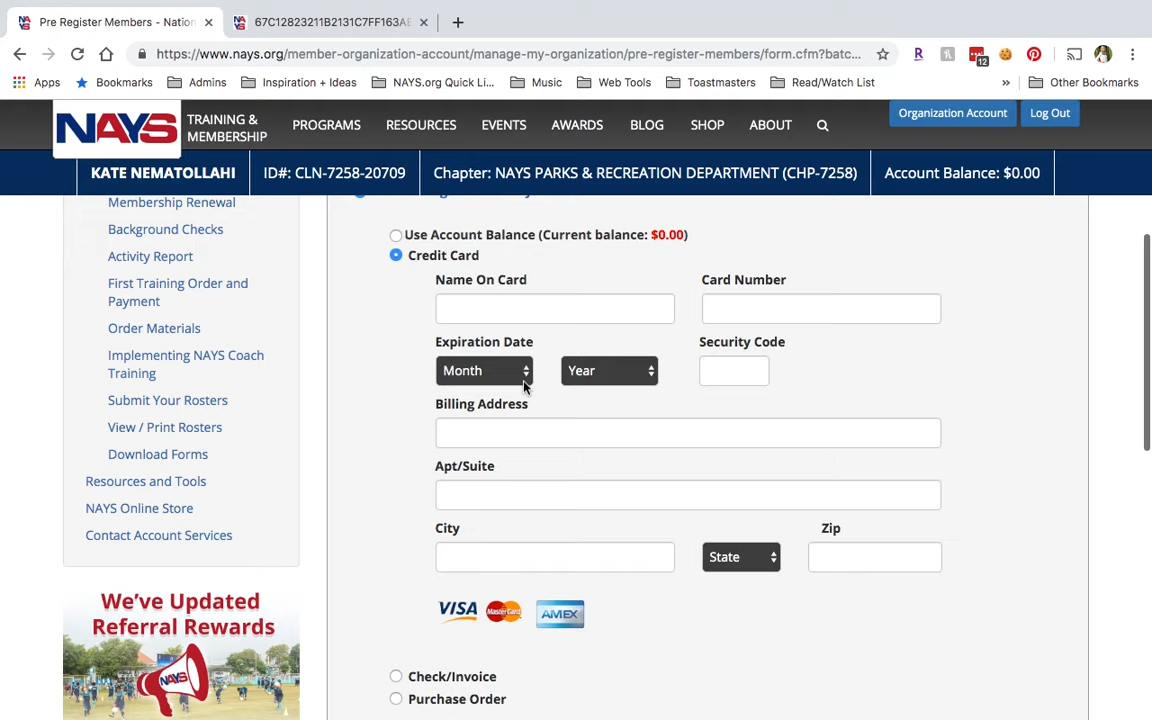 Pre Register Members - Nation
67C12823211B2131C7FF163AE
https://www.nays.org/member-organization-account/manage-my-organization/pre-register-members/form.cfm?batc...
12
Apps Bookmarks Admins Inspiration + Ideas NAYS.org Quick Li... Music Web Tools Toastmasters Read/Watch List » Other Bookmarks
NAYS TRAINING &
MEMBERSHIP
PROGRAMS RESOURCES EVENTS AWARDS BLOG SHOP ABOUT
Organization Account Log Out
KATE NEMATOLLAHI ID#: CLN-7258-20709 Chapter: NAYS PARKS & RECREATION DEPARTMENT (CHP-7258) Account Balance: $0.00
Membership Renewal
Background Checks
Activity Report
First Training Order and
Payment
Order Materials
Implementing NAYS Coach
Training
Submit Your Rosters
View / Print Rosters
Download Forms
Resources and Tools
NAYS Online Store
Contact Account Services
We've Updated
Referral Rewards
NAYS
Use Account Balance (Current balance: $0.00)
Credit Card
Name On Card Card Number
Expiration Date Security Code
Month Year
Billing Address
Apt/Suite
City Zip
State
VISA MasterCard AMEX
Check/Invoice
Purchase Order